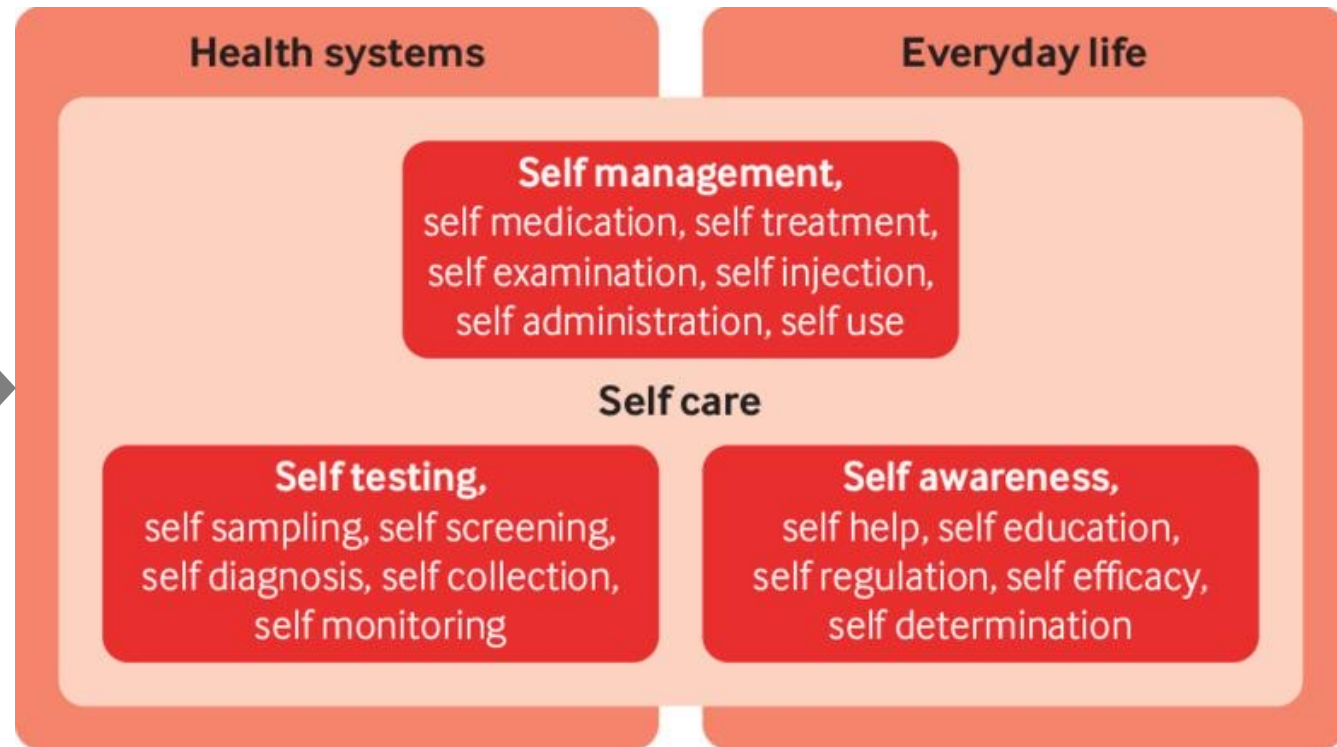 Health systems
Everyday life
Self management,
self medication, self treatment,
self examination, self injection,
self administration, self use
Self care
Self testing,
self sampling, self screening,
self diagnosis, self collection,
self monitoring
Self awareness,
self help, self education,
self regulation, self efficacy,
self determination